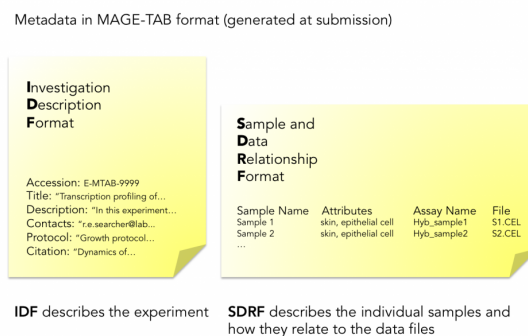 Metadata in MAGE-TAB format (generated at submission)
Investigation
Description
Format
Accession: E-MTAB-9999
Title: "Transcription profiling of...
Description: "In this experiment...
Contacts: "r.e.searcher@lab...
Protocol: "Growth protocol...
Citation: "Dynamics of...
Sample and
Data
Relationship
Format
Sample Name Attributes Assay Name File
Sample 1 skin, epithelial cell Hyb_sample1 S1.CEL
Sample 2 skin, epithelial cell Hyb_sample2 S2.CEL
...
IDF describes the experiment
SDRF describes the individual samples and
how they relate to the data files